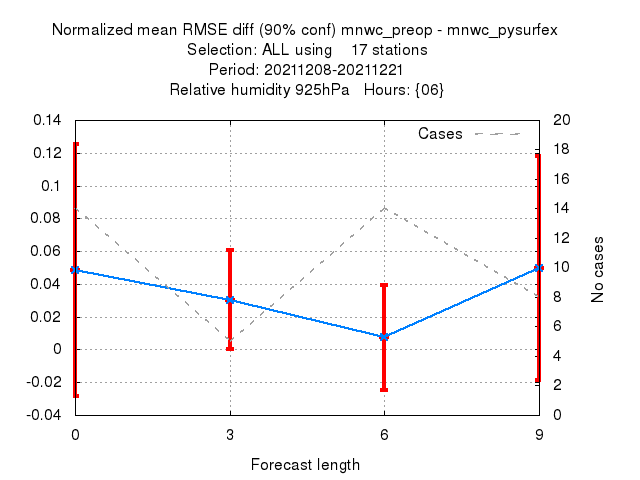 Normalized mean RMSE diff (90% conf) mnwc_preop - mnwc_pysurfex
Selection: ALL using    17 stations
Period: 20211208-20211221
Relative humidity 925hPa   Hours: {06}
Cases
0.14
0.12
0.1
0.08
0.06
0.04
0.02
0
-0.02
-0.04
20
18
16
14
12
10
8
6
4
2
0
No cases
0 3 6 9
Forecast length